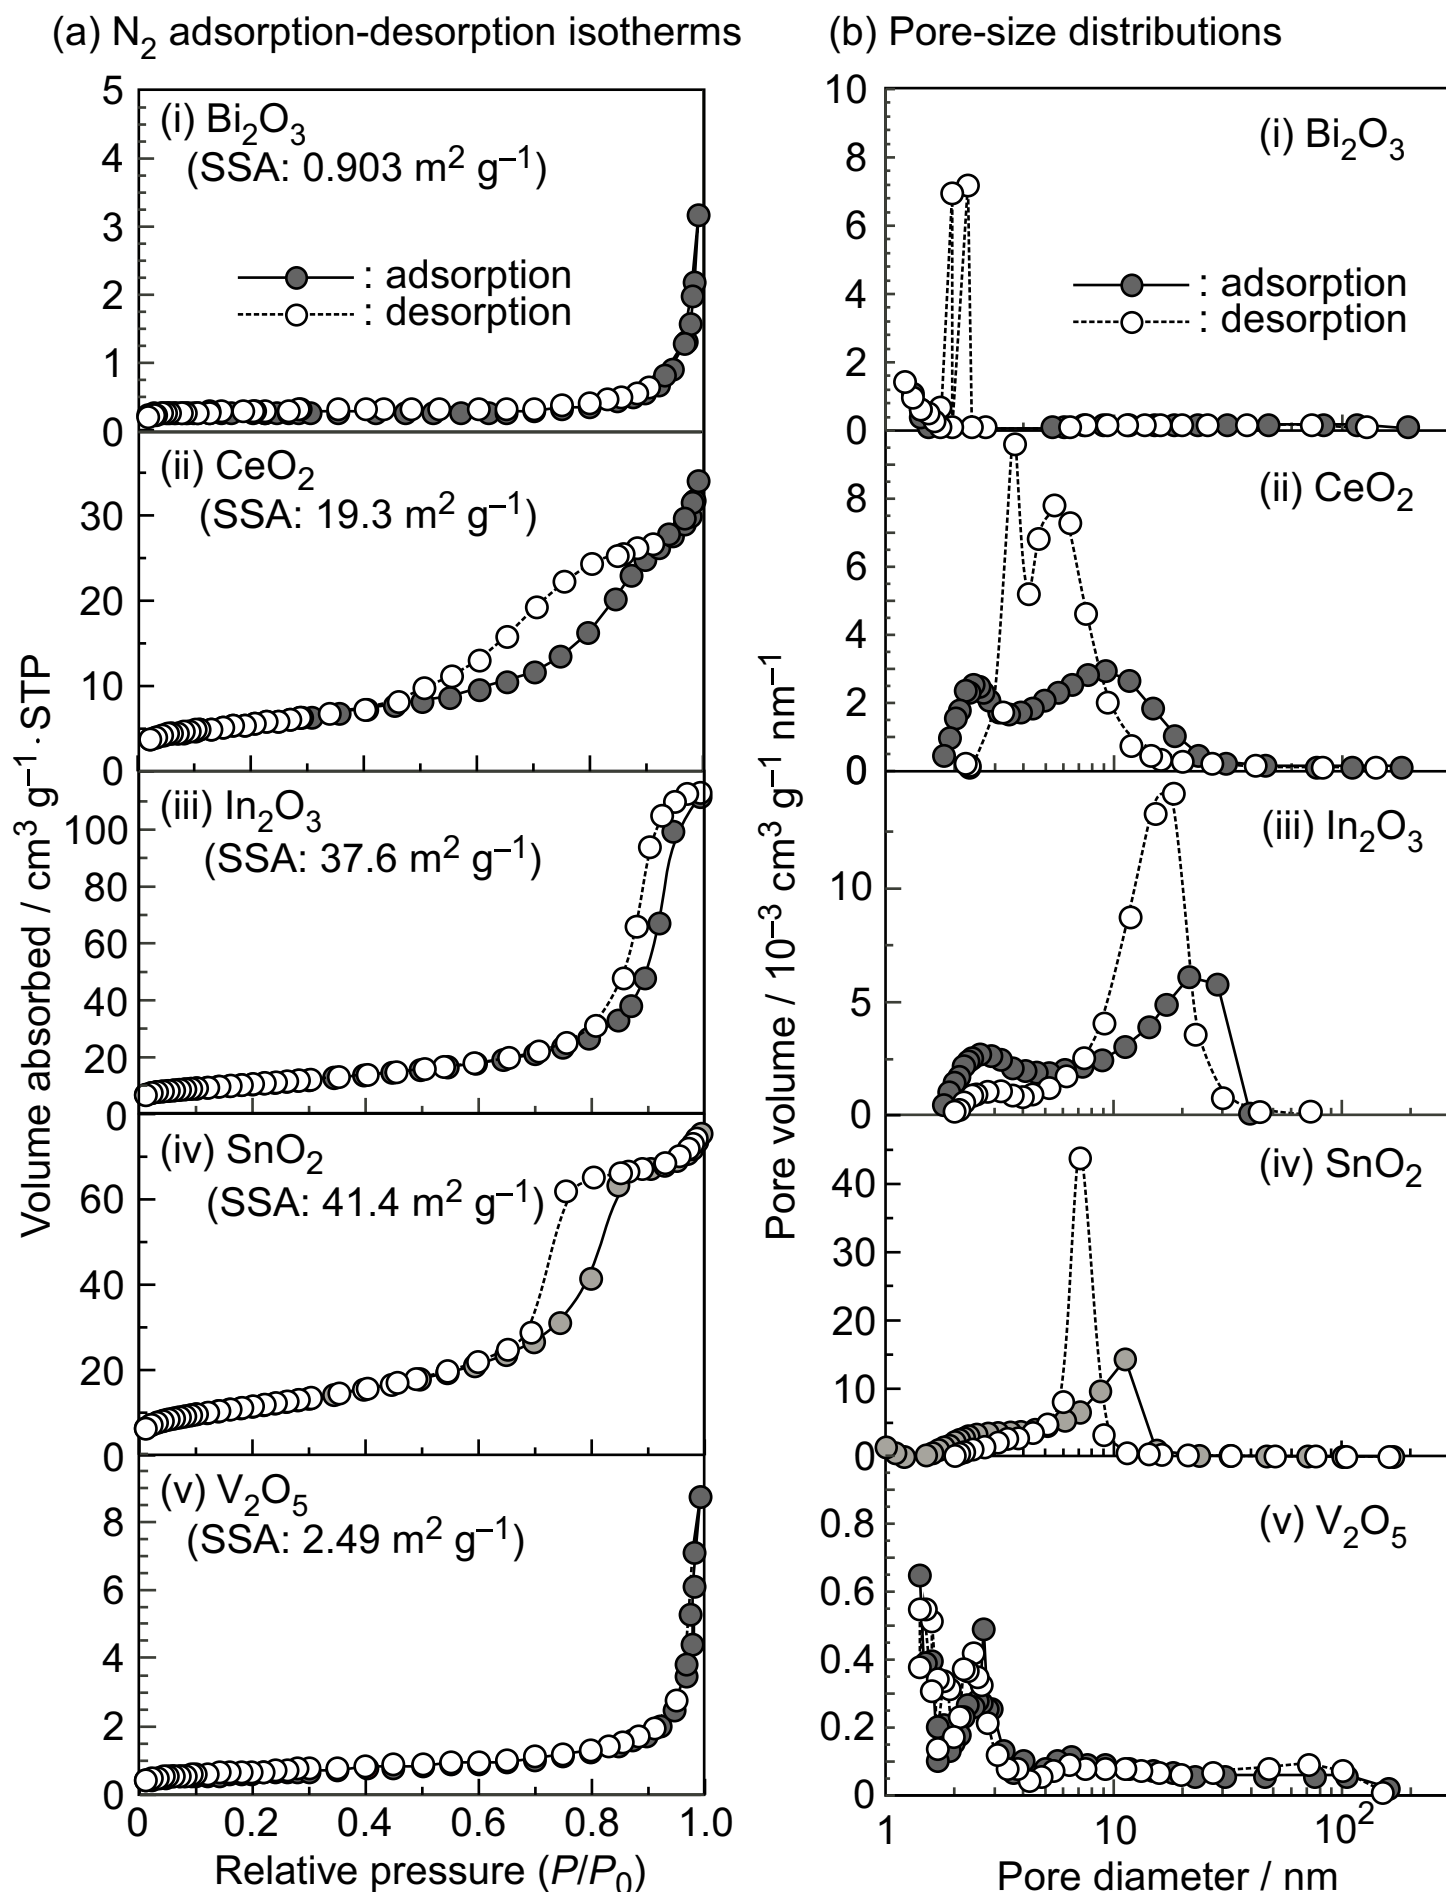 (a) N₂ adsorption-desorption isotherms
(b) Pore-size distributions
Volume absorbed / cm³ g⁻¹·STP
5
4
3
2
1
0
(i) Bi₂O₃
(SSA: 0.903 m² g⁻¹)
: adsorption
: desorption
30
20
10
0
(ii) CeO₂
(SSA: 19.3 m² g⁻¹)
100
80
60
40
20
0
(iii) In₂O₃
(SSA: 37.6 m² g⁻¹)
60
40
20
0
(iv) SnO₂
(SSA: 41.4 m² g⁻¹)
8
6
4
2
0
(v) V₂O₅
(SSA: 2.49 m² g⁻¹)
0 0.2 0.4 0.6 0.8 1.0
Relative pressure (P/P₀)
Pore volume / 10⁻³ cm³ g⁻¹ nm⁻¹
10
8
6
4
2
0
(i) Bi₂O₃
: adsorption
: desorption
8
6
4
2
0
(ii) CeO₂
10
5
0
(iii) In₂O₃
40
30
20
10
0
(iv) SnO₂
0.8
0.6
0.4
0.2
0
(v) V₂O₅
1 10 10²
Pore diameter / nm